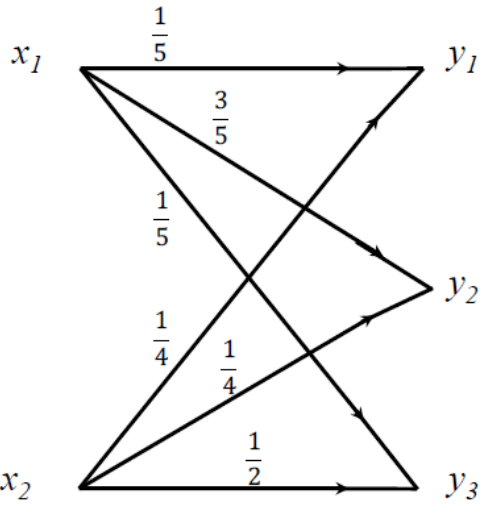 x₁ 1/5 y₁
3/5
1/5
y₂
1/4 1/4
1/2
x₂ y₃